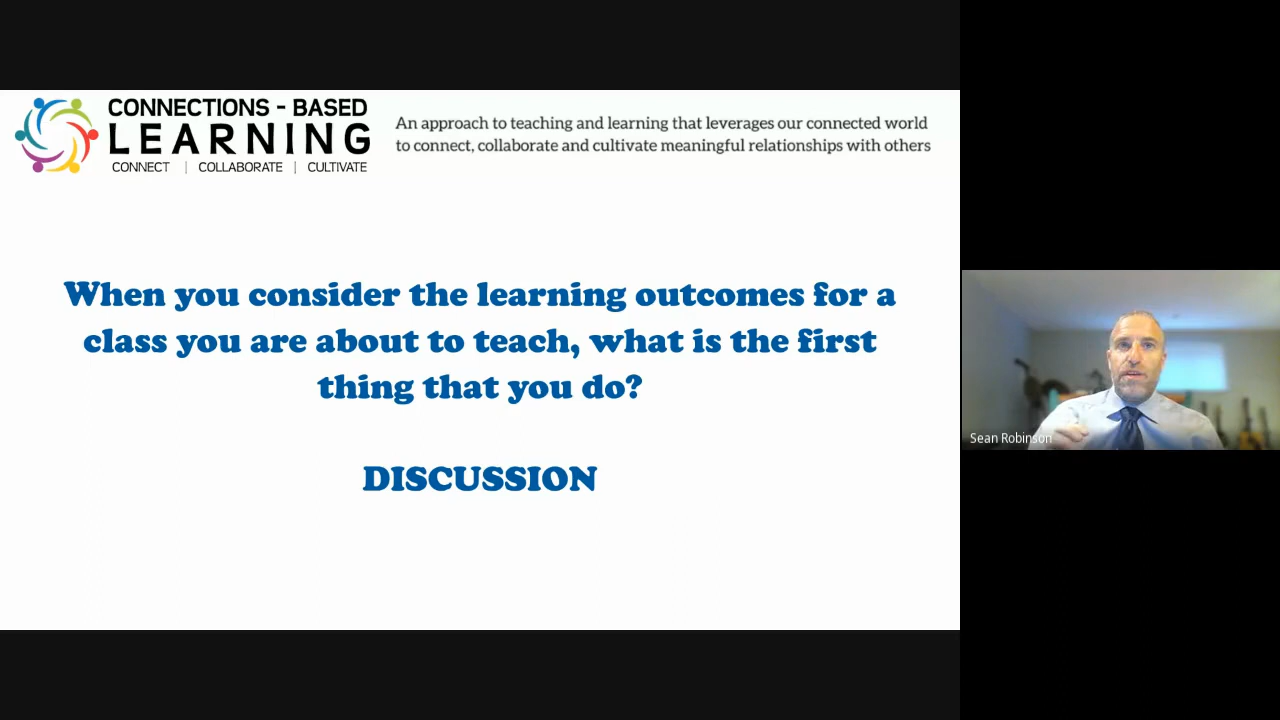 CONNECTIONS - BASED
LEARNING
CONNECT | COLLABORATE | CULTIVATE
An approach to teaching and learning that leverages our connected world
to connect, collaborate and cultivate meaningful relationships with others
When you consider the learning outcomes for a
class you are about to teach, what is the first
thing that you do?
DISCUSSION
Sean Robinson